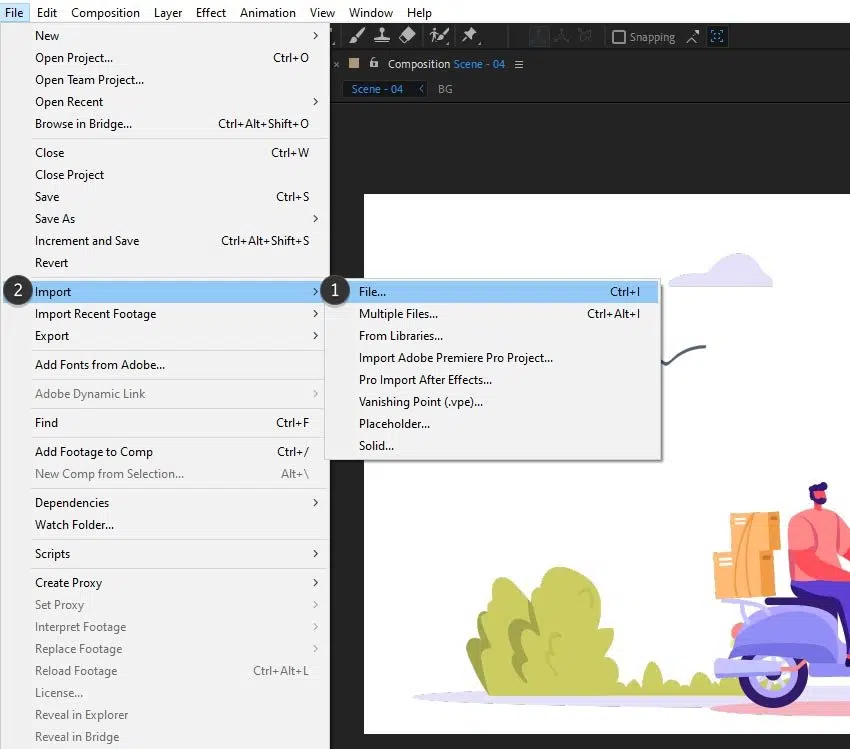 File Edit Composition Layer Effect Animation View Window Help
New
Open Project... Ctrl+O
Open Team Project...
Open Recent
Browse in Bridge... Ctrl+Alt+Shift+O
Close Ctrl+W
Close Project
Save Ctrl+S
Save As
Increment and Save Ctrl+Alt+Shift+S
Revert
2 Import
Import Recent Footage
Export
Add Fonts from Adobe...
Adobe Dynamic Link
Find Ctrl+F
Add Footage to Comp Ctrl+/
New Comp from Selection... Alt+\
Dependencies
Watch Folder...
Scripts
Create Proxy
Set Proxy
Interpret Footage
Replace Footage
Reload Footage Ctrl+Alt+L
License...
Reveal in Explorer
Reveal in Bridge
1 File... Ctrl+I
Multiple Files... Ctrl+Alt+I
From Libraries...
Import Adobe Premiere Pro Project...
Pro Import After Effects...
Vanishing Point (.vpe)...
Placeholder...
Solid...
Snapping
Composition Scene - 04
Scene - 04 BG